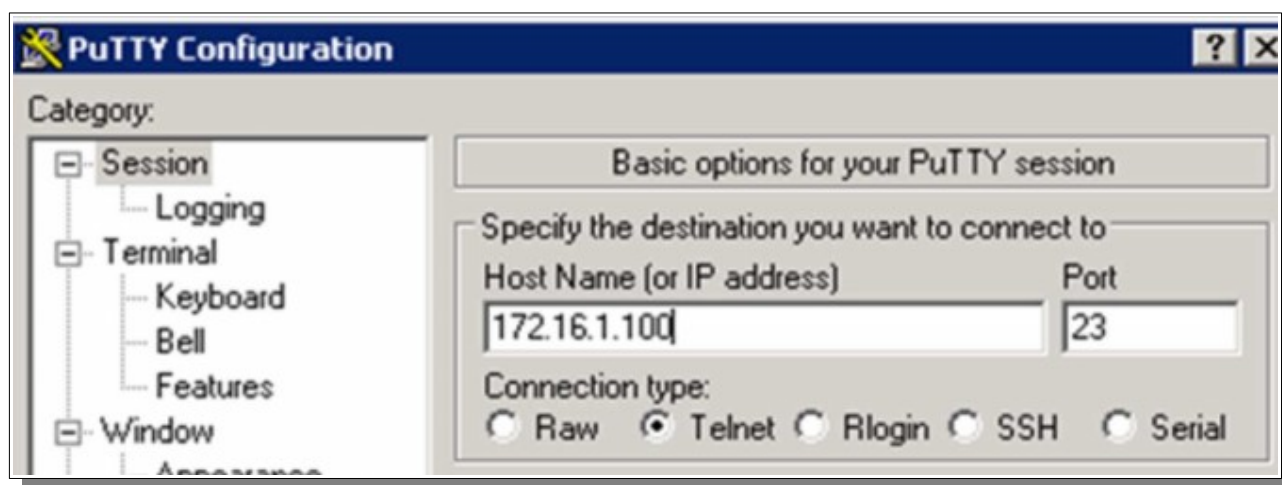 PuTTY Configuration
Category:
Session
Logging
Terminal
Keyboard
Bell
Features
Window
Appearance
Basic options for your PuTTY session
Specify the destination you want to connect to
Host Name (or IP address) Port
172.16.1.100 23
Connection type:
Raw Telnet Rlogin SSH Serial